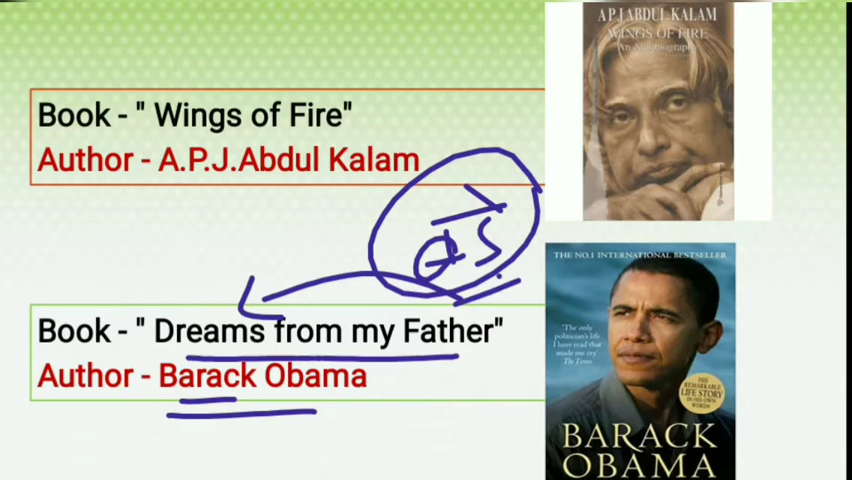 Book - " Wings of Fire"
Author - A.P.J.Abdul Kalam
A P J ABDUL KALAM
WINGS OF FIRE
An Autobiography
Book - " Dreams from my Father"
Author - Barack Obama
THE NO.1 INTERNATIONAL BESTSELLER
'The only
politician's life
I have read that
made me cry'
The Times
HIS
REMARKABLE
LIFE STORY
IN HIS OWN
WORDS
BARACK
OBAMA